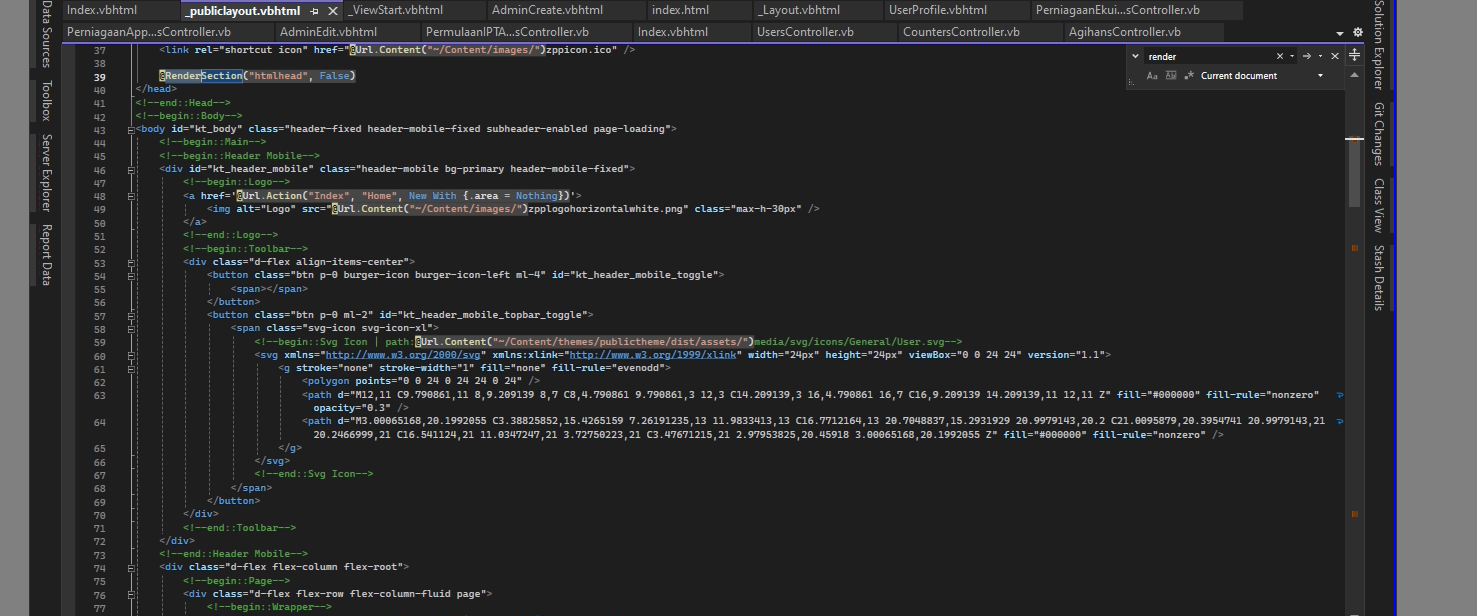 Index.vbhtml
_publiclayout.vbhtml
_ViewStart.vbhtml
AdminCreate.vbhtml
index.html
_Layout.vbhtml
UserProfile.vbhtml
PerniagaanEkui...sController.vb
PerniagaanApp...sController.vb
AdminEdit.vbhtml
PermulaanIPTA...sController.vb
Index.vbhtml
UsersController.vb
CountersController.vb
AgihansController.vb
Data Sources
Toolbox
Server Explorer
Report Data
37 <link rel="shortcut icon" href="@Url.Content("~/Content/images/")zppicon.ico" />
38
39 @RenderSection("htmlhead", False)
40 </head>
41 <!--end::Head-->
42 <!--begin::Body-->
43 <body id="kt_body" class="header-fixed header-mobile-fixed subheader-enabled page-loading">
44 <!--begin::Main-->
45 <!--begin::Header Mobile-->
46 <div id="kt_header_mobile" class="header-mobile bg-primary header-mobile-fixed">
47 <!--begin::Logo-->
48 <a href='@Url.Action("Index", "Home", New With {.area = Nothing})'>
49 <img alt="Logo" src="@Url.Content("~/Content/images/")zpplogohorizontalwhite.png" class="max-h-30px" />
50 </a>
51 <!--end::Logo-->
52 <!--begin::Toolbar-->
53 <div class="d-flex align-items-center">
54 <button class="btn p-0 burger-icon burger-icon-left ml-4" id="kt_header_mobile_toggle">
55 <span></span>
56 </button>
57 <button class="btn p-0 ml-2" id="kt_header_mobile_topbar_toggle">
58 <span class="svg-icon svg-icon-xl">
59 <!--begin::Svg Icon | path:@Url.Content("~/Content/themes/publictheme/dist/assets/")media/svg/icons/General/User.svg-->
60 <svg xmlns="http://www.w3.org/2000/svg" xmlns:xlink="http://www.w3.org/1999/xlink" width="24px" height="24px" viewBox="0 0 24 24" version="1.1">
61 <g stroke="none" stroke-width="1" fill="none" fill-rule="evenodd">
62 <polygon points="0 0 24 0 24 24 0 24" />
63 <path d="M12,11 C9.790861,11 8,9.209139 8,7 C8,4.790861 9.790861,3 12,3 C14.209139,3 16,4.790861 16,7 C16,9.209139 14.209139,11 12,11 Z" fill="#000000" fill-rule="nonzero"
opacity="0.3" />
64 <path d="M3.00065168,20.1992055 C3.38825852,15.4265159 7.26191235,13 11.9833413,13 C16.7712164,13 20.7048837,15.2931929 20.9979143,20.2 C21.0095879,20.3954741 20.9979143,21
20.2466999,21 C16.541124,21 11.0347247,21 3.72750223,21 C3.47671215,21 2.97953825,20.45918 3.00065168,20.1992055 Z" fill="#000000" fill-rule="nonzero" />
65 </g>
66 </svg>
67 <!--end::Svg Icon-->
68 </span>
69 </button>
70 </div>
71 <!--end::Toolbar-->
72 </div>
73 <!--end::Header Mobile-->
74 <div class="d-flex flex-column flex-root">
75 <!--begin::Page-->
76 <div class="d-flex flex-row flex-column-fluid page">
77 <!--begin::Wrapper-->
render
Aa Ab .* Current document
Solution Explorer
Git Changes
Class View
Stash Details